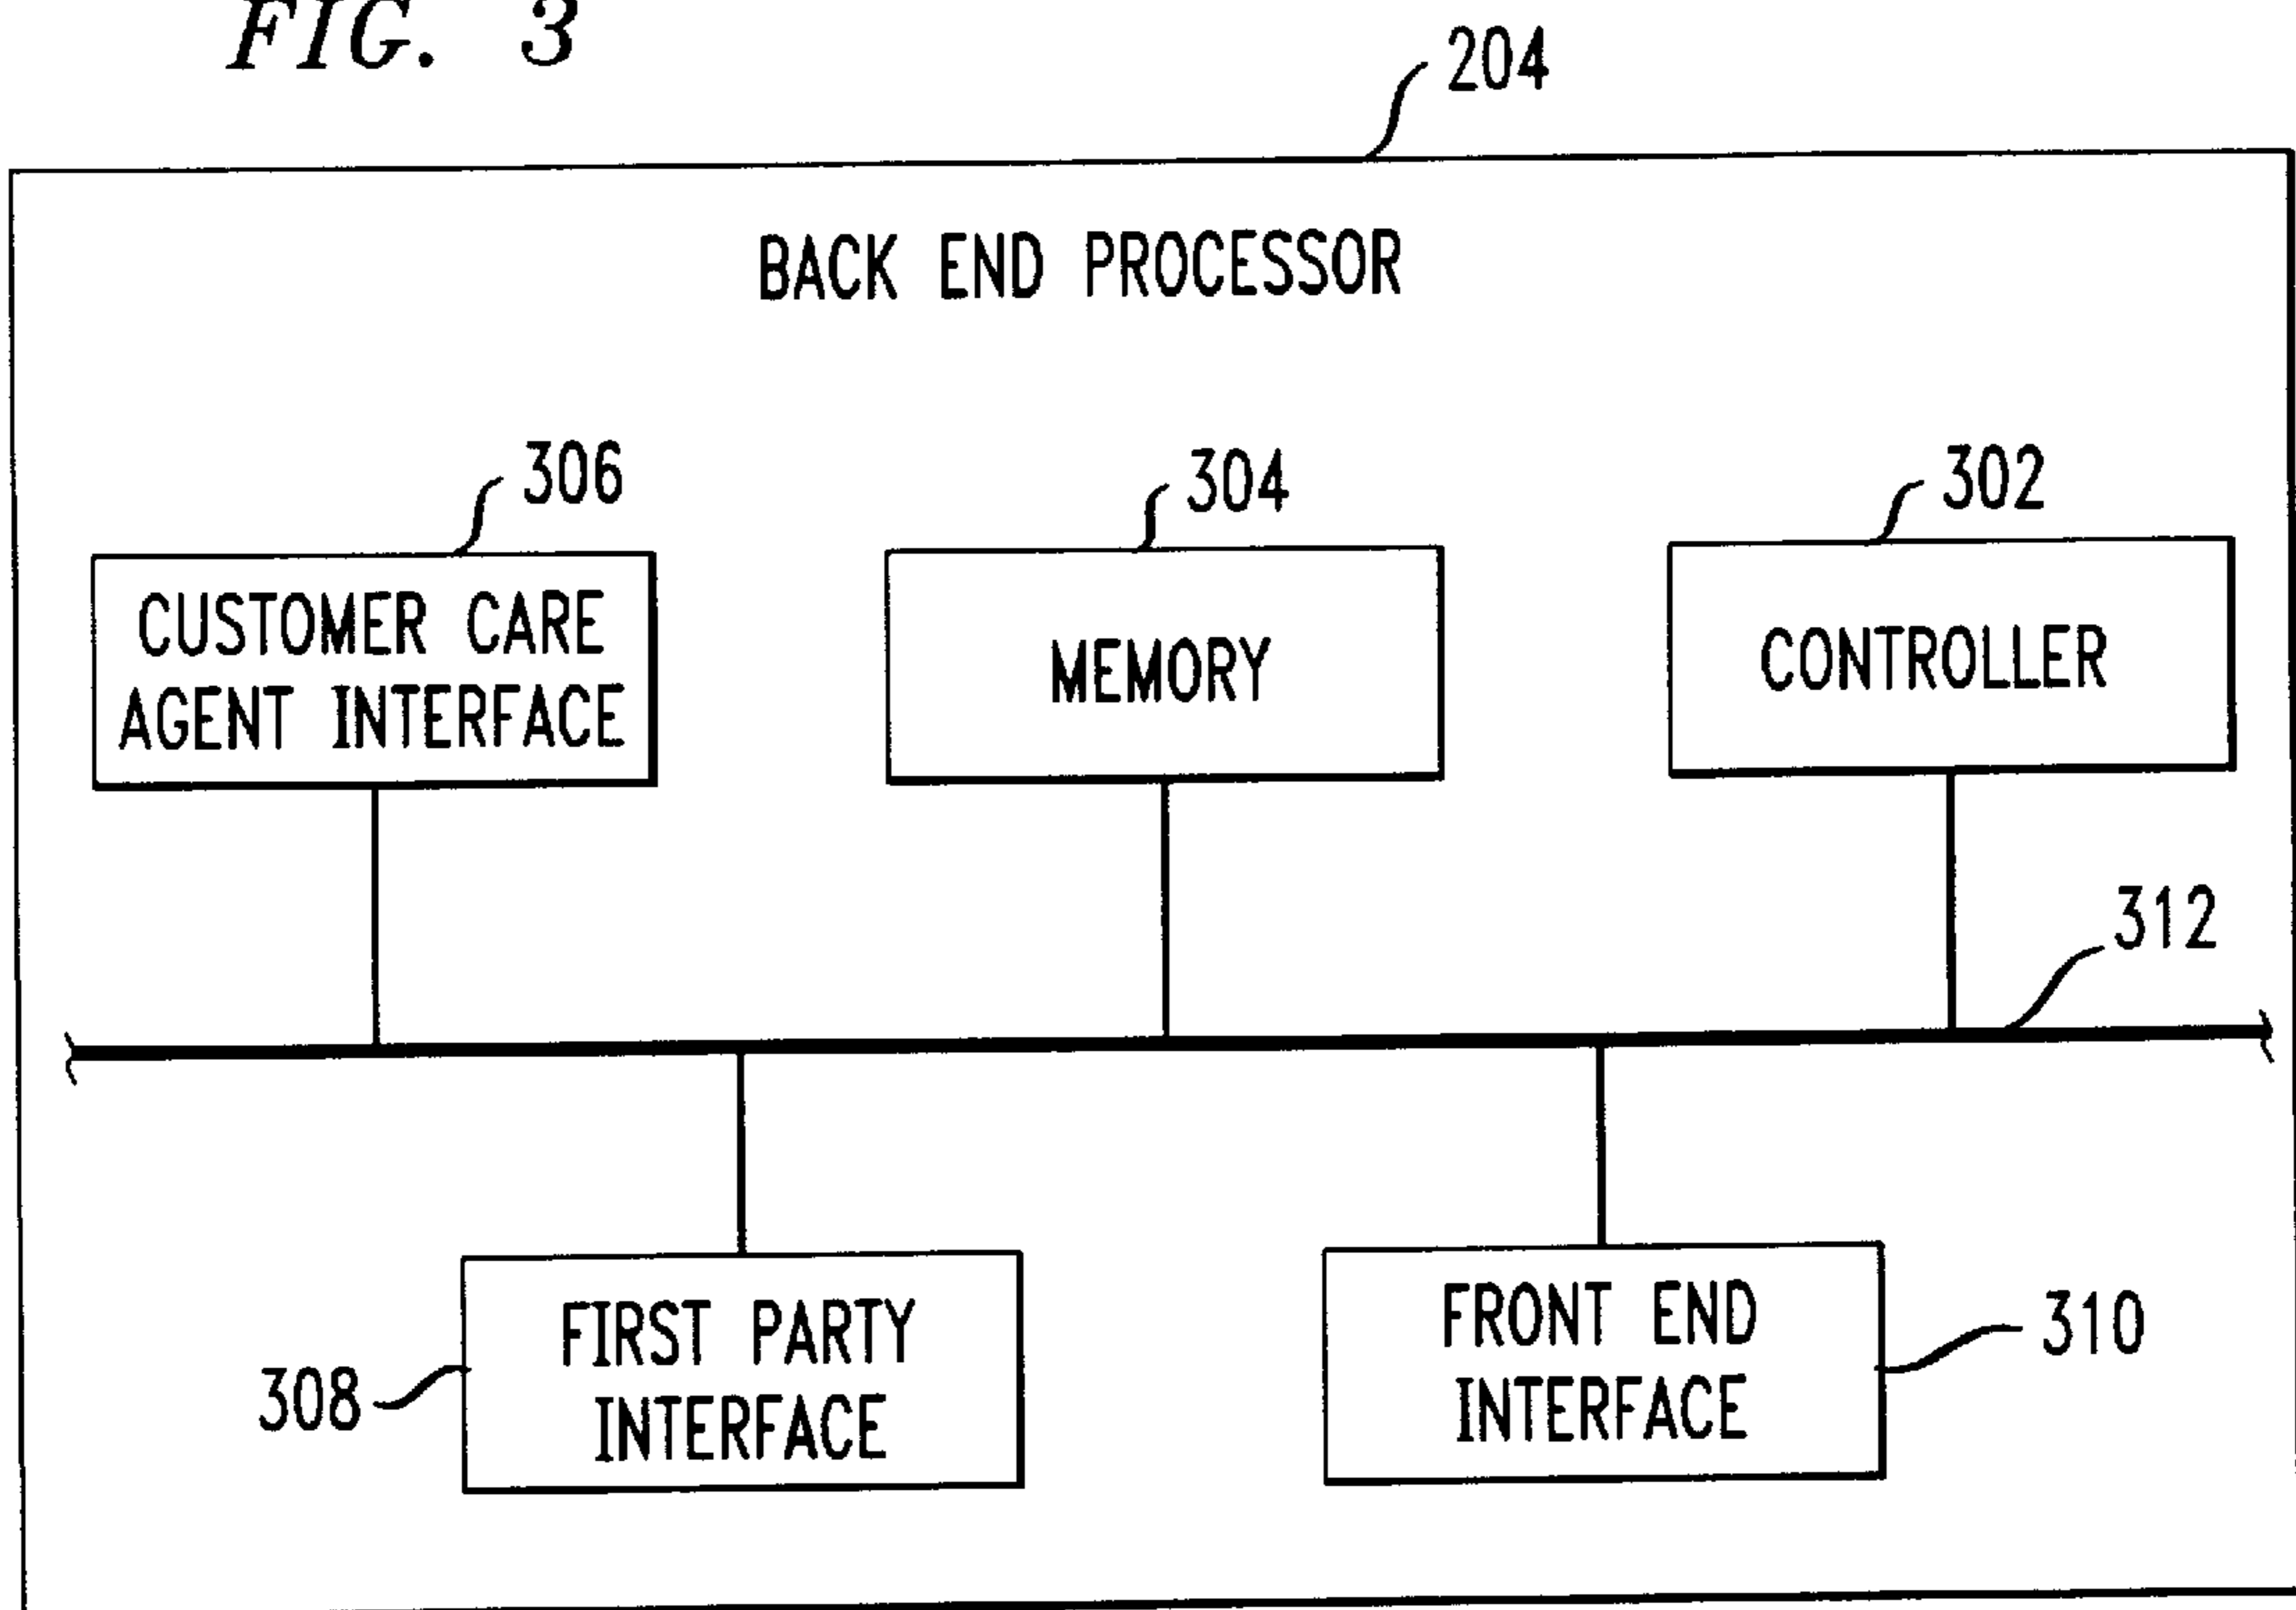 FIG. 3
204
BACK END PROCESSOR
306
304
302
CUSTOMER CARE
AGENT INTERFACE
MEMORY
CONTROLLER
312
FIRST PARTY
INTERFACE
308
FRONT END
INTERFACE
310